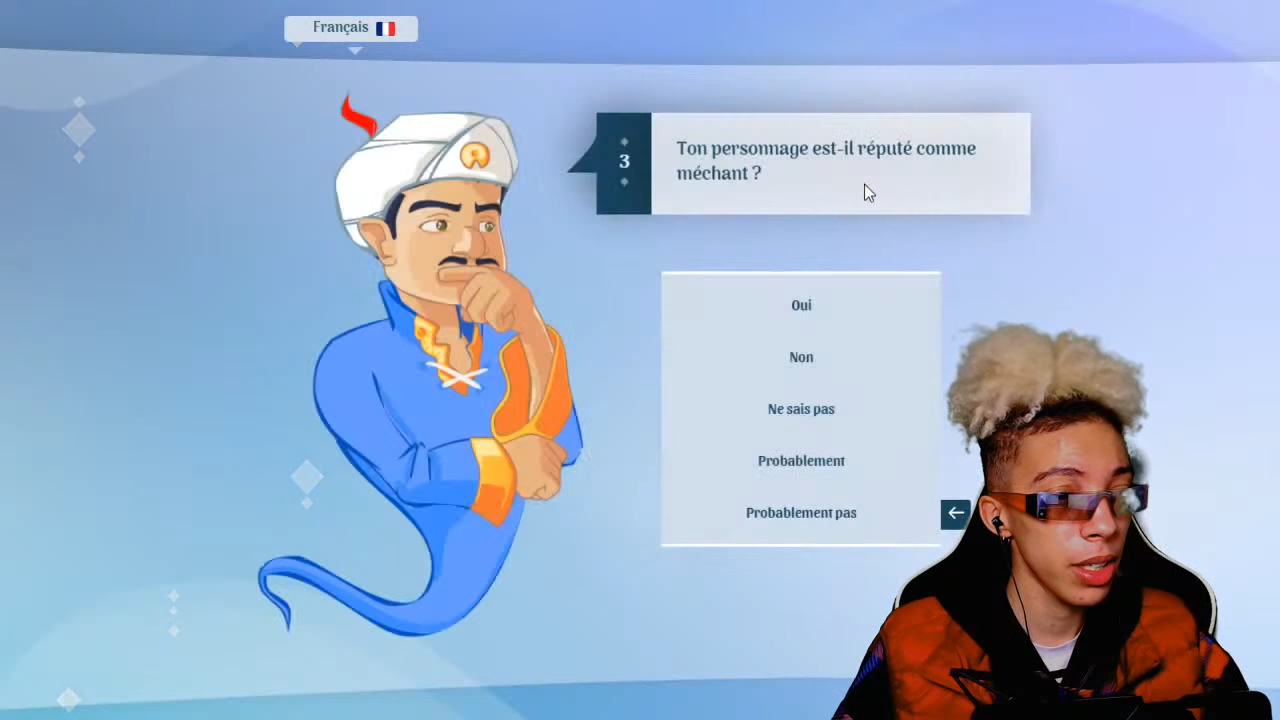 Français
3
Ton personnage est-il réputé comme
méchant ?
Oui
Non
Ne sais pas
Probablement
Probablement pas